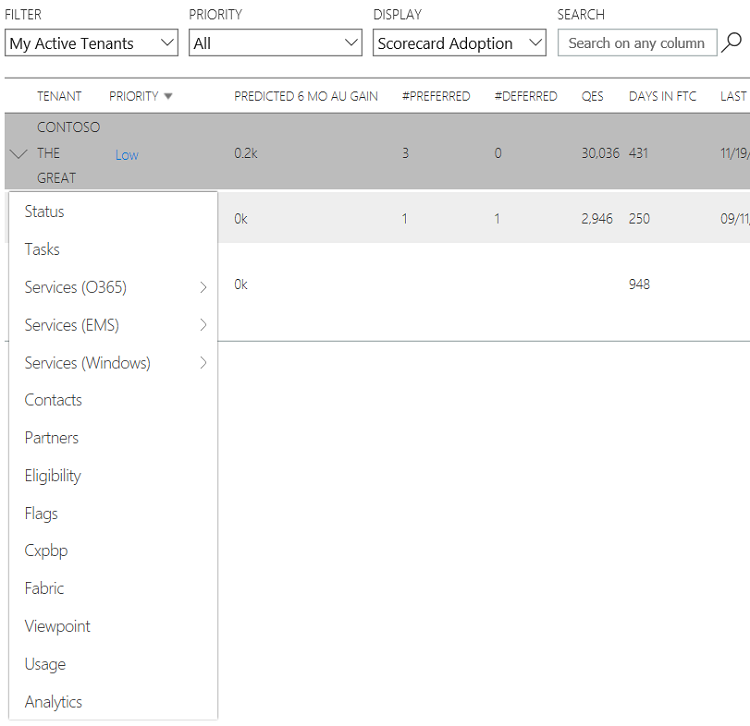 FILTER PRIORITY DISPLAY SEARCH
My Active Tenants All Scorecard Adoption Search on any column
TENANT PRIORITY PREDICTED 6 MO AU GAIN #PREFERRED #DEFERRED QES DAYS IN FTC LAST
CONTOSO
THE Low 0.2k 3 0 30,036 431 11/19/
GREAT
Status
0k 1 1 2,946 250 09/11/
Tasks
Services (O365)
0k 948
Services (EMS)
Services (Windows)
Contacts
Partners
Eligibility
Flags
Cxpbp
Fabric
Viewpoint
Usage
Analytics